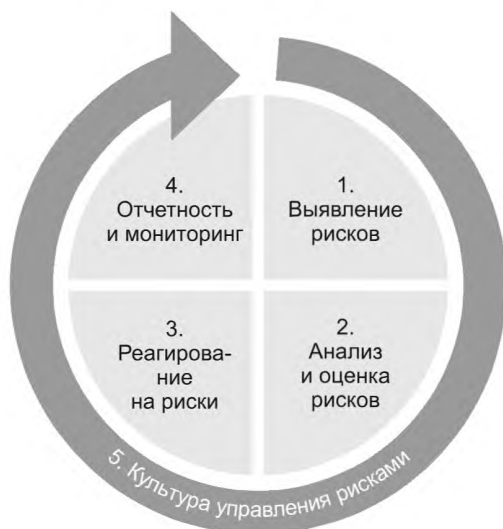 1.
Выявление
рисков
2.
Анализ
и оценка
рисков
3.
Реагирова-
ние
на риски
4.
Отчетность
и мониторинг
5. Культура управления рисками